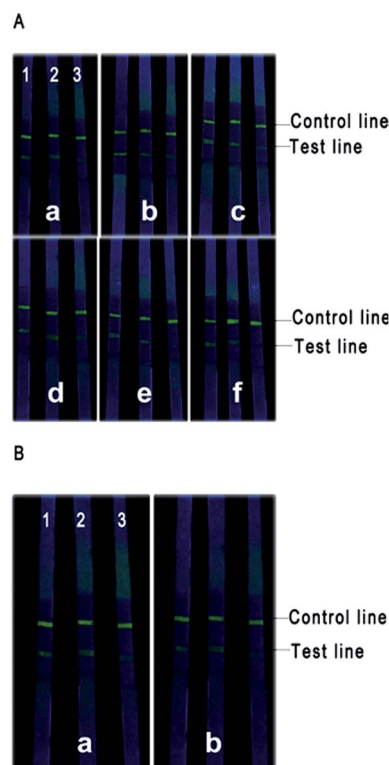 A
1 2 3
Control line
Test line
a b c
Control line
Test line
d e f
B
1 2 3
Control line
Test line
a b